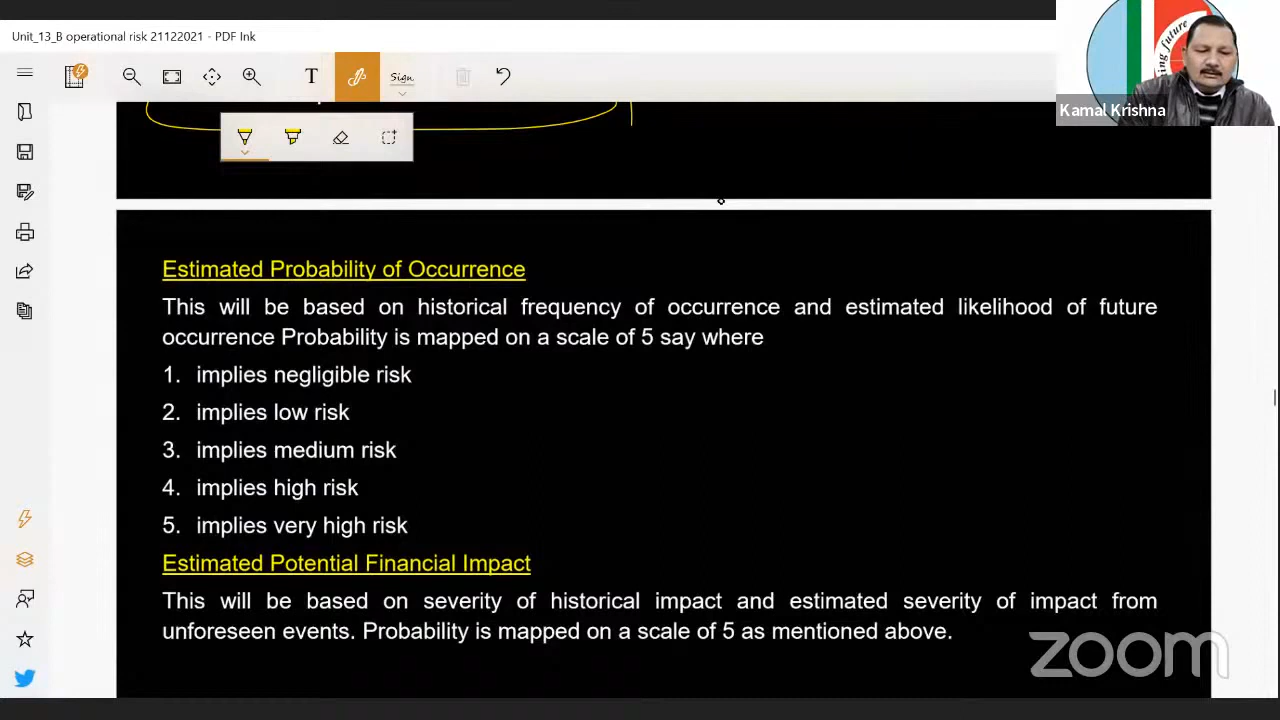 Unit_13_B operational risk 21122021 - PDF Ink
T
Sign
Kamal Krishna
Estimated Probability of Occurrence
This will be based on historical frequency of occurrence and estimated likelihood of future
occurrence Probability is mapped on a scale of 5 say where
1. implies negligible risk
2. implies low risk
3. implies medium risk
4. implies high risk
5. implies very high risk
Estimated Potential Financial Impact
This will be based on severity of historical impact and estimated severity of impact from
unforeseen events. Probability is mapped on a scale of 5 as mentioned above.
zoom